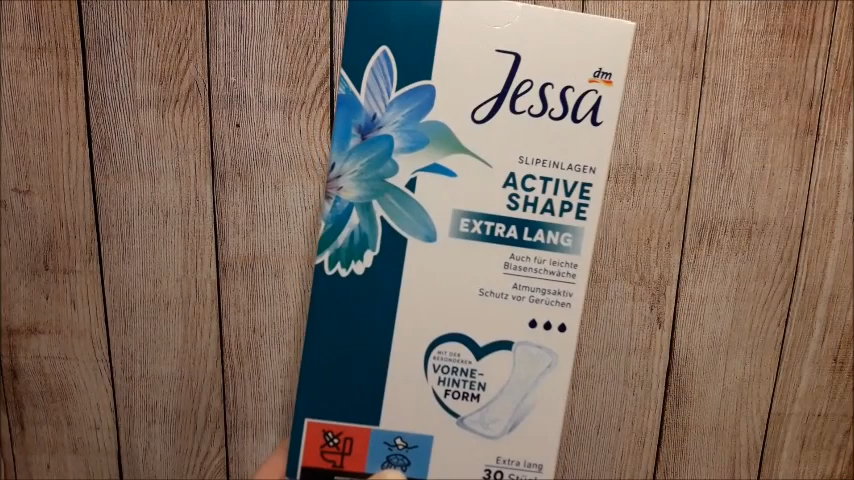 dm
Jessa
SLIPEINLAGEN
ACTIVE
SHAPE
EXTRA LANG
Auch für leichte
Blasenschwäche
Atmungsaktiv
Schutz vor Gerüchen
MIT DER
BESONDEREN
VORNE-
HINTEN
FORM
Extra lang
30 Stück